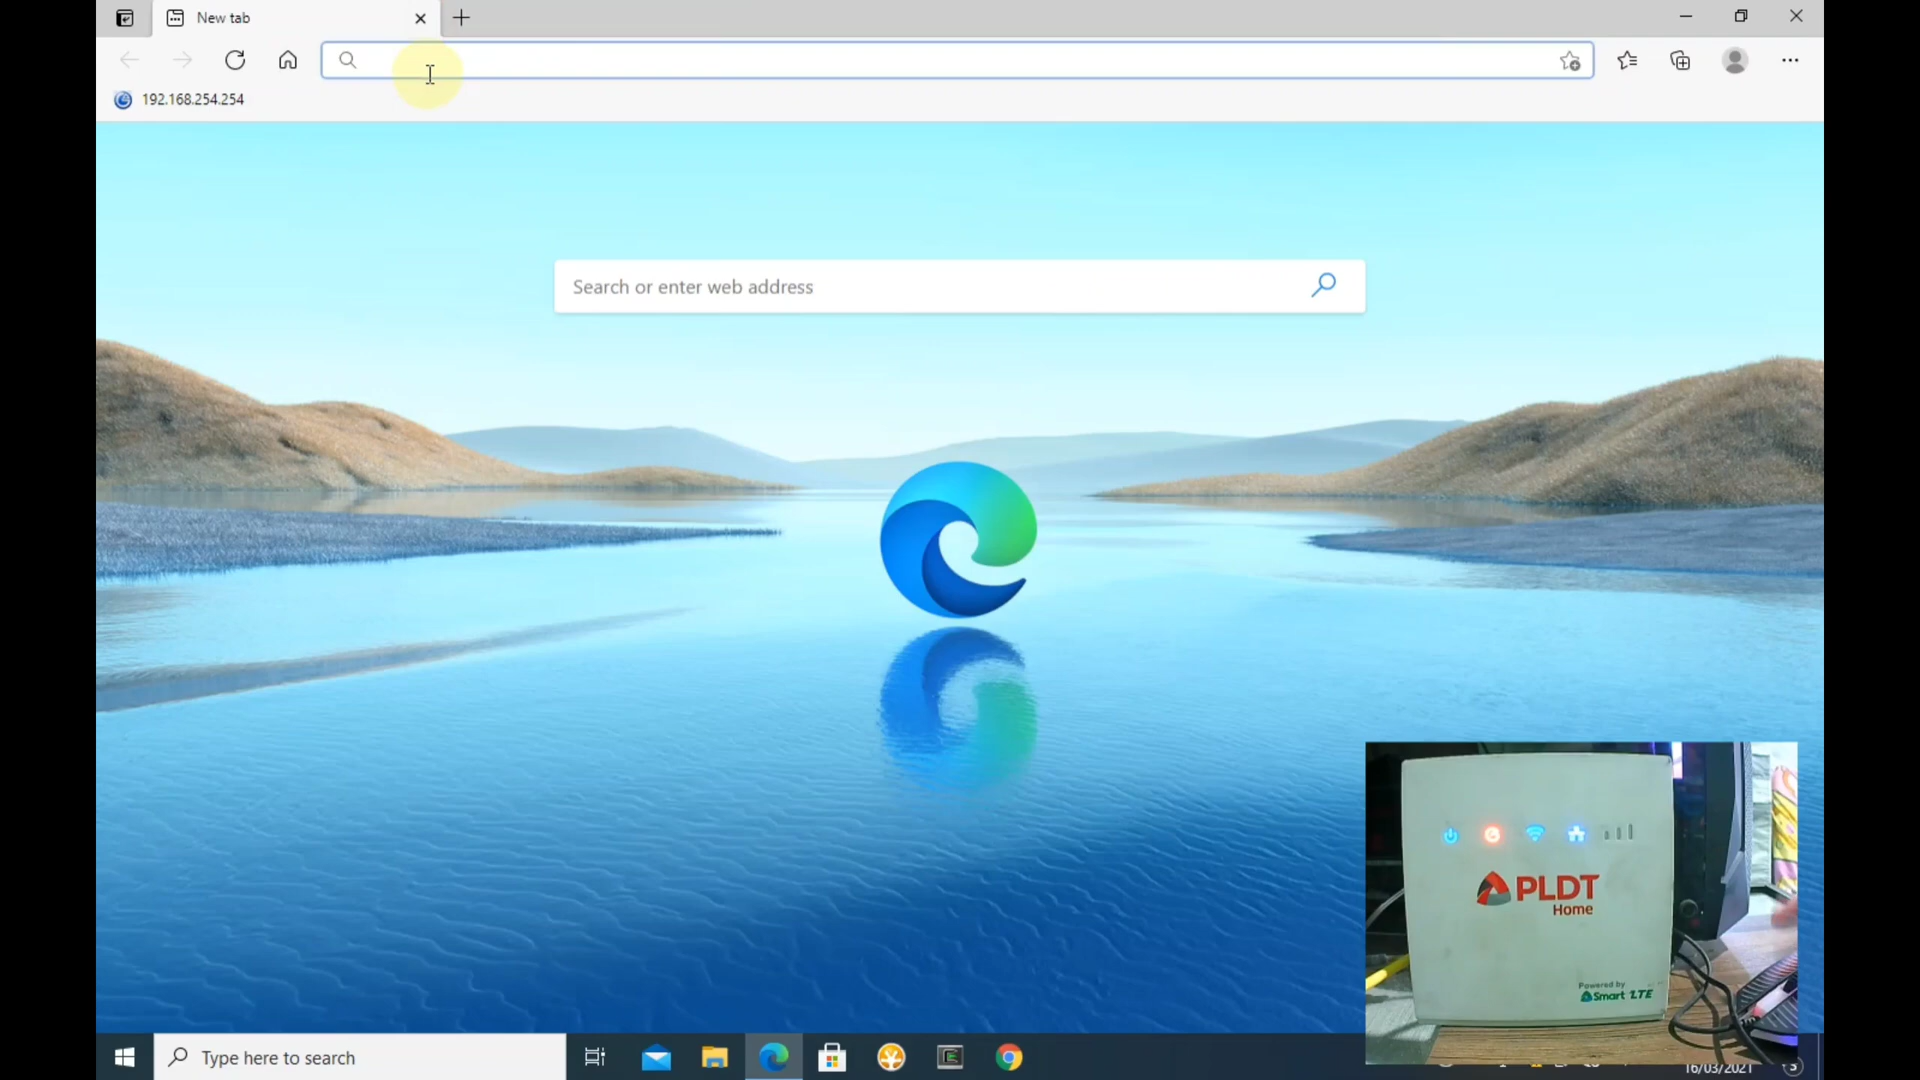 New tab
192.168.254.254
Search or enter web address
PLDT
Home
Powered by
Smart LTE
Type here to search
16/03/2021
3